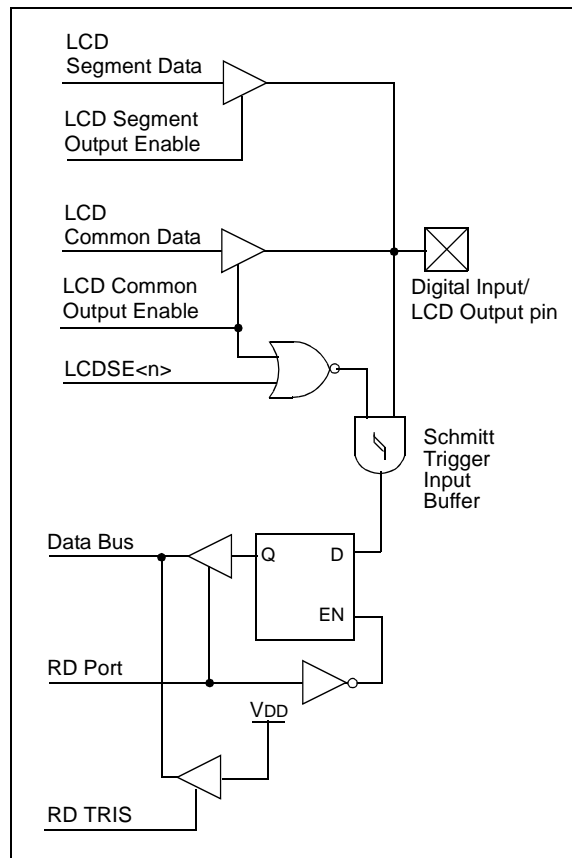 LCD
Segment Data
LCD Segment
Output Enable
LCD
Common Data
LCD Common
Output Enable
Digital Input/
LCD Output pin
LCDSE<n>
Schmitt
Trigger
Input
Buffer
Data Bus
Q
D
EN
RD Port
VDD
RD TRIS